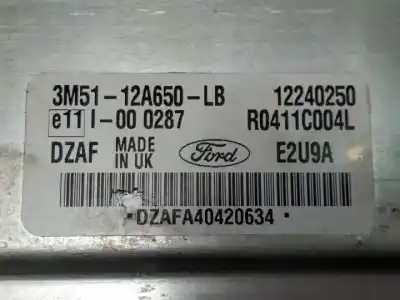 3M51-12A650-LB 12240250
e11 I-00 0287 R0411C004L
DZAF MADE IN UK Ford E2U9A
•DZAFA40420634•